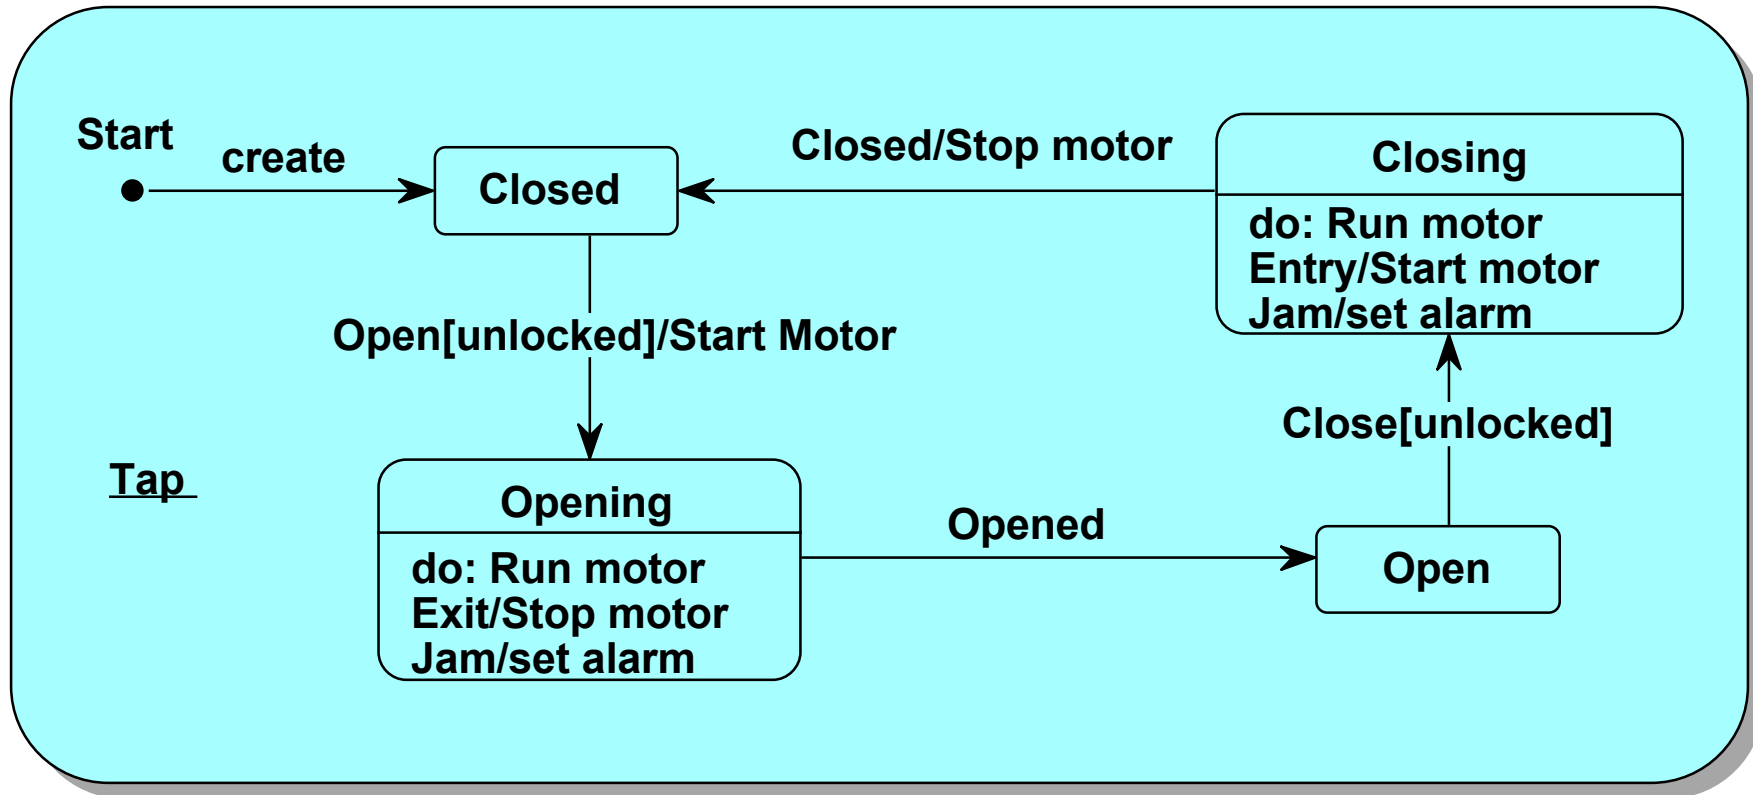 Start
create
Closed
Closed/Stop motor
Closing
do: Run motor
Entry/Start motor
Jam/set alarm
Open[unlocked]/Start Motor
Close[unlocked]
Tap
Opening
do: Run motor
Exit/Stop motor
Jam/set alarm
Opened
Open